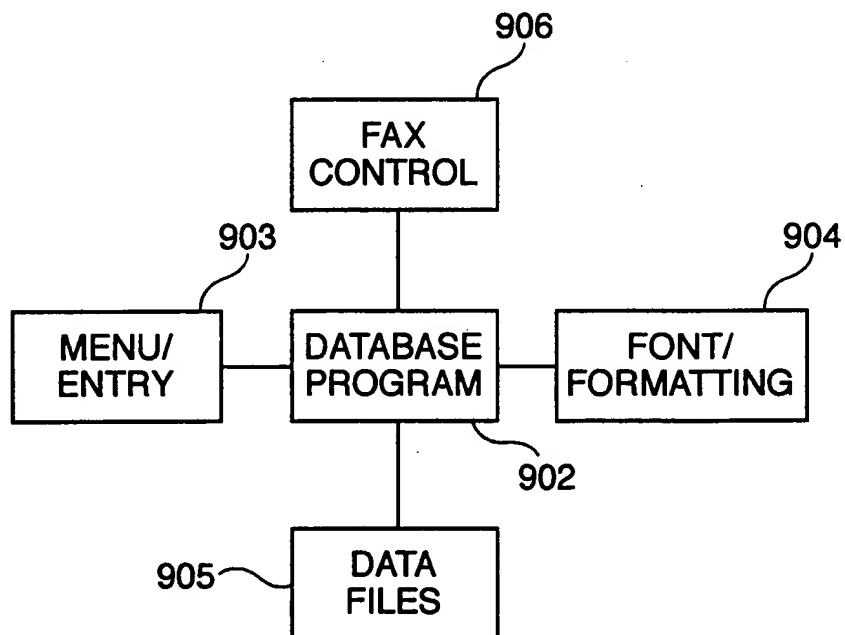 906
FAX
CONTROL
903
904
MENU/
ENTRY
DATABASE
PROGRAM
FONT/
FORMATTING
902
905
DATA
FILES